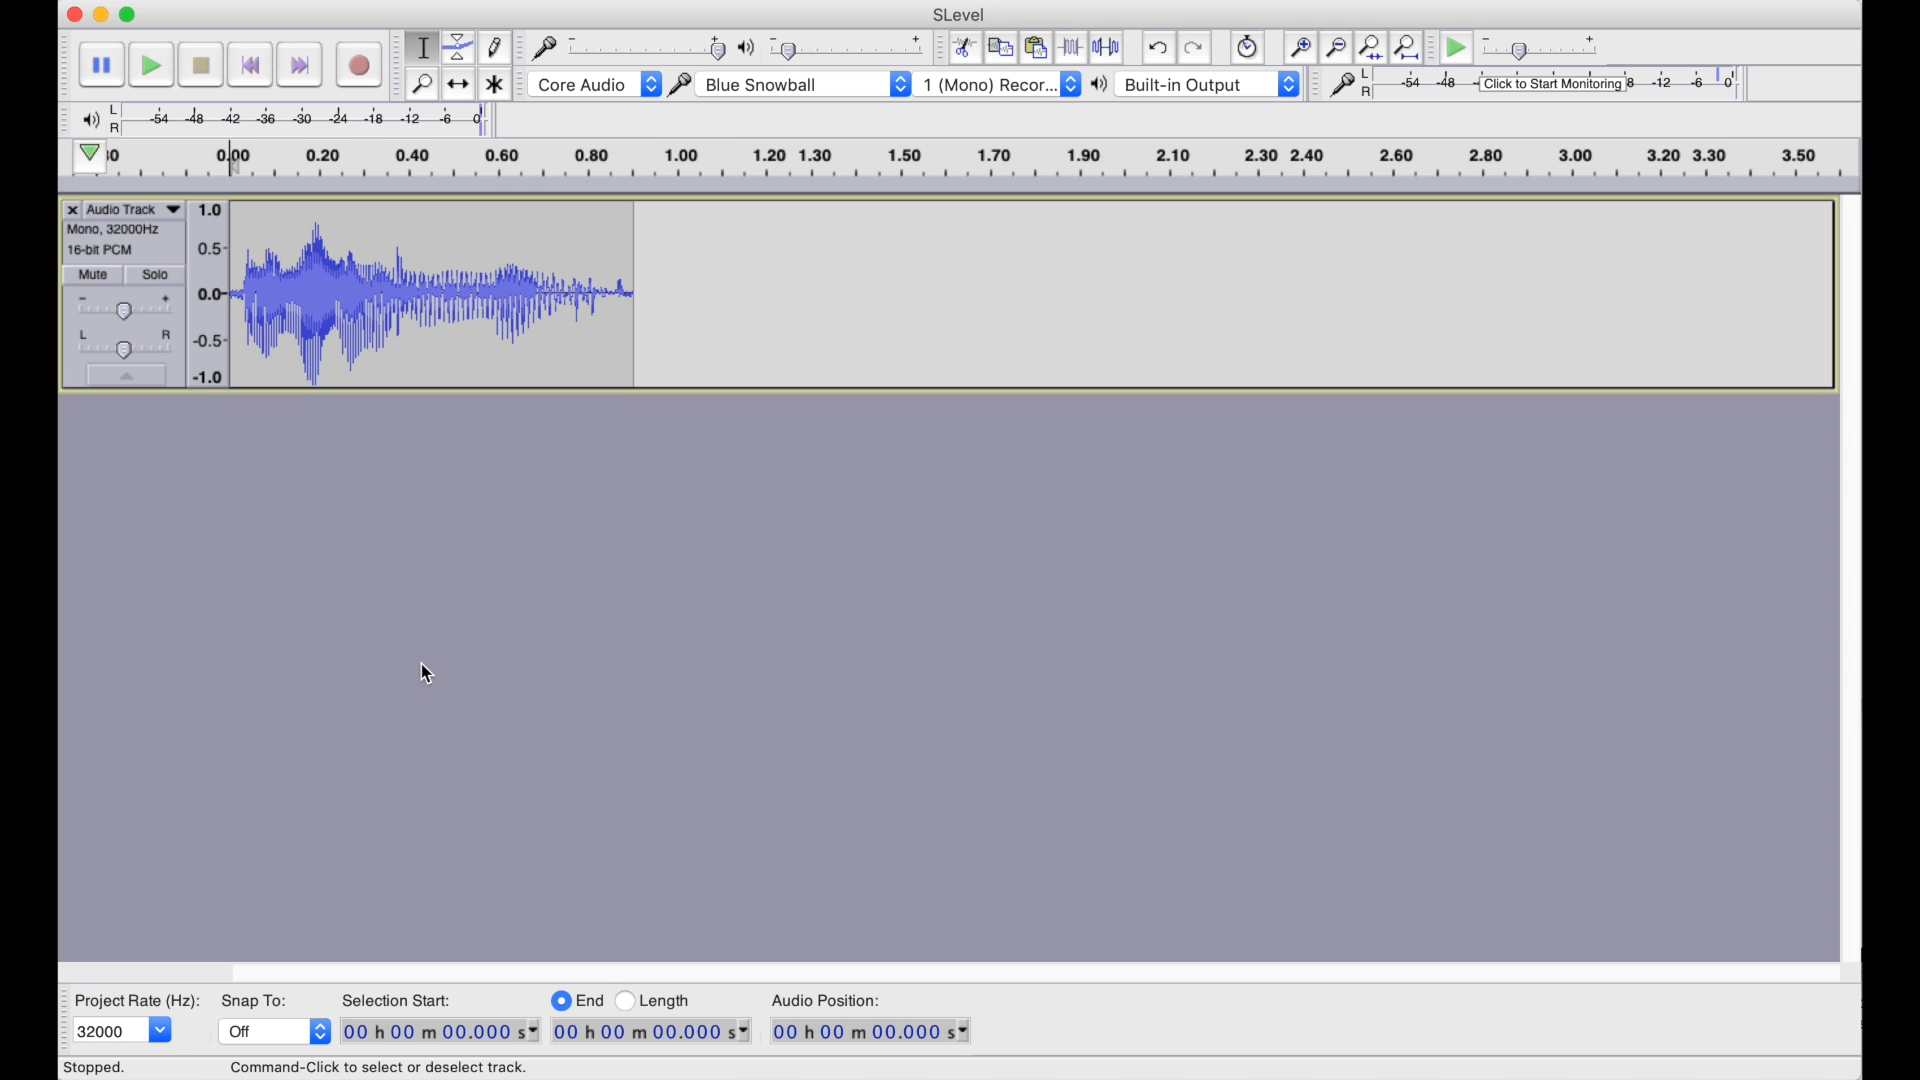 SLevel
Core Audio
Blue Snowball
1 (Mono) Recor...
Built-in Output
L
R
-54 -48 - Click to Start Monitoring 8 -12 -6 0
L
R
-54 -48 -42 -36 -30 -24 -18 -12 -6 0
0 0.00 0.20 0.40 0.60 0.80 1.00 1.20 1.30 1.50 1.70 1.90 2.10 2.30 2.40 2.60 2.80 3.00 3.20 3.30 3.50
x Audio Track
Mono, 32000Hz
16-bit PCM
Mute Solo
- +
L R
1.0
0.5-
0.0-
-0.5-
-1.0
Project Rate (Hz): Snap To: Selection Start: End Length Audio Position:
32000 Off 00 h 00 m 00.000 s 00 h 00 m 00.000 s 00 h 00 m 00.000 s
Stopped. Command-Click to select or deselect track.